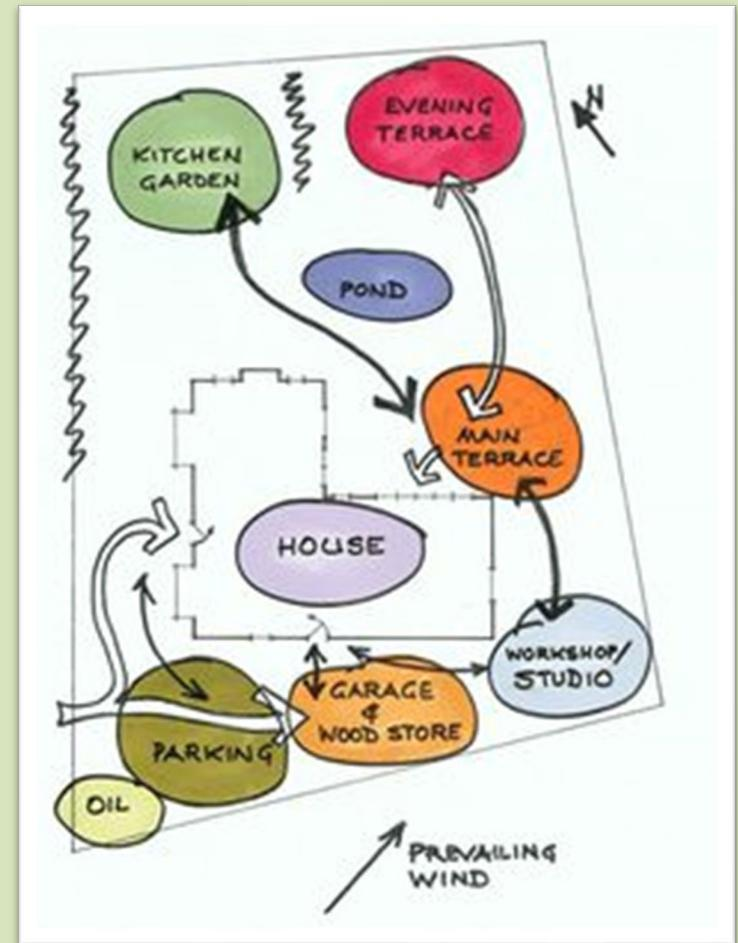 EVENING
TERRACE
N
KITCHEN
GARDEN
POND
MAIN
TERRACE
HOUSE
WORKSHOP/
STUDIO
GARAGE
&
WOOD STORE
PARKING
OIL
PREVAILING
WIND